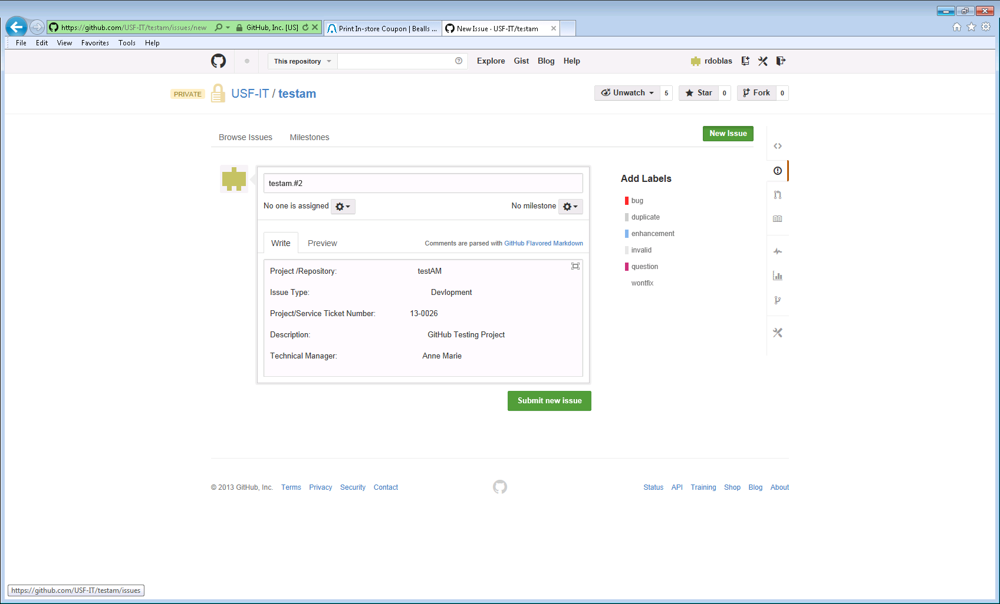 https://github.com/USF-IT/testam/issues/new GitHub, Inc. [US] Print In-store Coupon | Bealls ... New Issue · USF-IT/testam
File Edit View Favorites Tools Help
This repository Explore Gist Blog Help rdoblas
PRIVATE USF-IT / testam Unwatch 5 Star 0 Fork 0
Browse Issues Milestones New Issue
testam.#2
No one is assigned No milestone
Write Preview Comments are parsed with GitHub Flavored Markdown
Project /Repository: testAM
Issue Type: Devlopment
Project/Service Ticket Number: 13-0026
Description: GitHub Testing Project
Technical Manager: Anne Marie
Submit new issue
Add Labels
bug
duplicate
enhancement
invalid
question
wontfix
© 2013 GitHub, Inc. Terms Privacy Security Contact Status API Training Shop Blog About
https://github.com/USF-IT/testam/issues